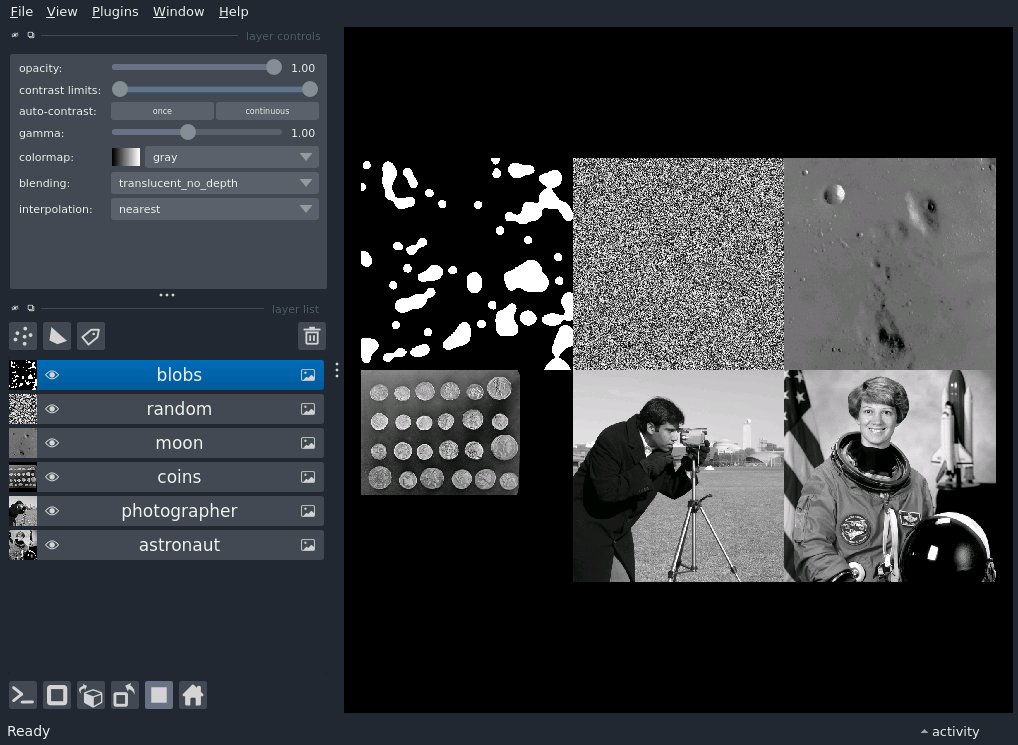 File View Plugins Window Help
layer controls
opacity: 1.00
contrast limits:
auto-contrast: once continuous
gamma: 1.00
colormap: gray
blending: translucent_no_depth
interpolation: nearest
layer list
blobs
random
moon
coins
photographer
astronaut
Ready
activity